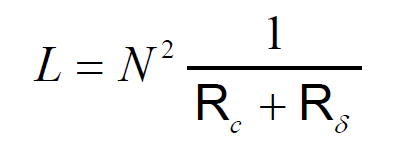 L = N² 1 / (R_c + R_δ)